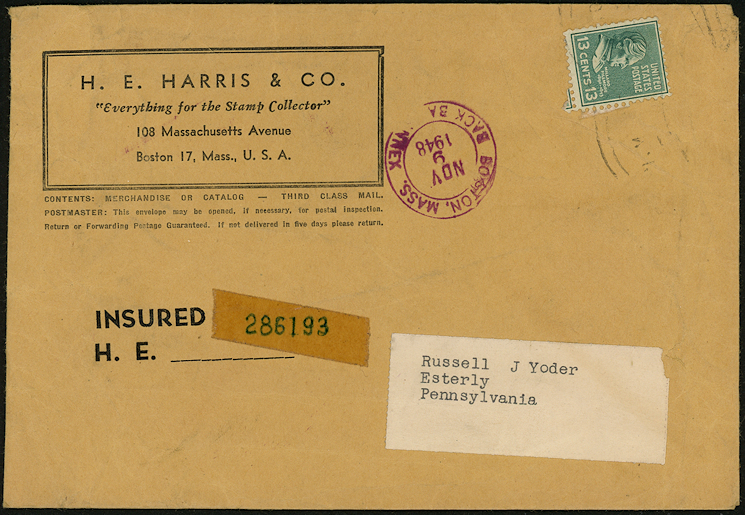 H. E. HARRIS & CO.
"Everything for the Stamp Collector"
108 Massachusetts Avenue
Boston 17, Mass., U. S. A.
CONTENTS: MERCHANDISE OR CATALOG — THIRD CLASS MAIL.
POSTMASTER: This envelope may be opened, if necessary, for postal inspection.
Return or Forwarding Postage Guaranteed. If not delivered in five days please return.
BOSTON, MASS.
BACK BA
NNEX
NOV
9
1948
UNITED
STATES
POSTAGE
13 CENTS 13
INSURED
H. E.
286193
Russell J Yoder
Esterly
Pennsylvania